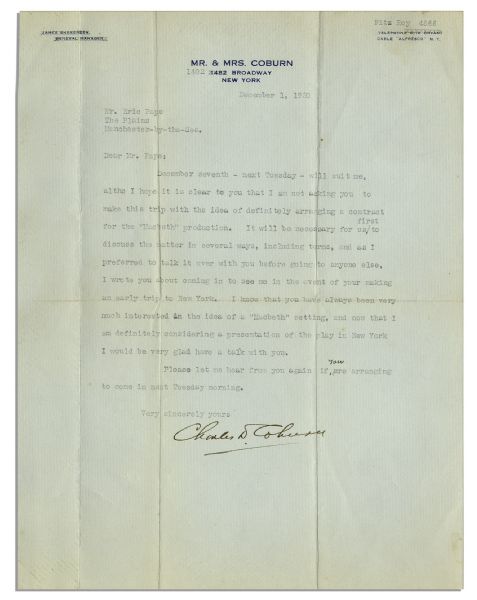 JAMES SHESGREEN
GENERAL MANAGER
Fitz Roy 4866
TELEPHONE 6176 BRYANT
CABLE "ALFRESCO" N.Y.
MR. & MRS. COBURN
1482 1482 BROADWAY
NEW YORK
December 1, 1920
Mr. Eric Pape
The Plains
Manchester-by-the-Sea.
Dear Mr. Pape:
December seventh - next Tuesday - will suit me,
altho I hope it is clear to you that I am not asking you to
make this trip with the idea of definitely arranging a contract
for the "Macbeth" production. It will be necessary for us/to
first
discuss the matter in several ways, including terms, and as I
preferred to talk it over with you before going to anyone else,
I wrote you about coming in to see me in the event of your making
an early trip to New York. I know that you have always been very
much interested in the idea of a "Macbeth" setting, and now that I
am definitely considering a presentation of the play in New York
I would be very glad have a talk with you.
Please let me hear from you again if you are arranging
to come in next Tuesday morning.
Very sincerely yours
Charles D. Coburn